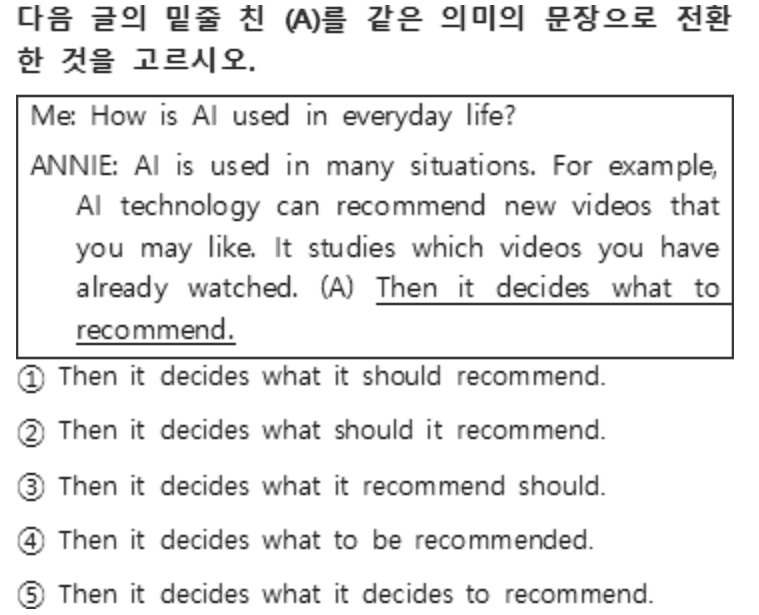 다음 글의 밑줄 친 (A)를 같은 의미의 문장으로 전환
한 것을 고르시오.
Me: How is AI used in everyday life?
ANNIE: AI is used in many situations. For example,
AI technology can recommend new videos that
you may like. It studies which videos you have
already watched. (A) Then it decides what to
recommend.
① Then it decides what it should recommend.
② Then it decides what should it recommend.
③ Then it decides what it recommend should.
④ Then it decides what to be recommended.
⑤ Then it decides what it decides to recommend.